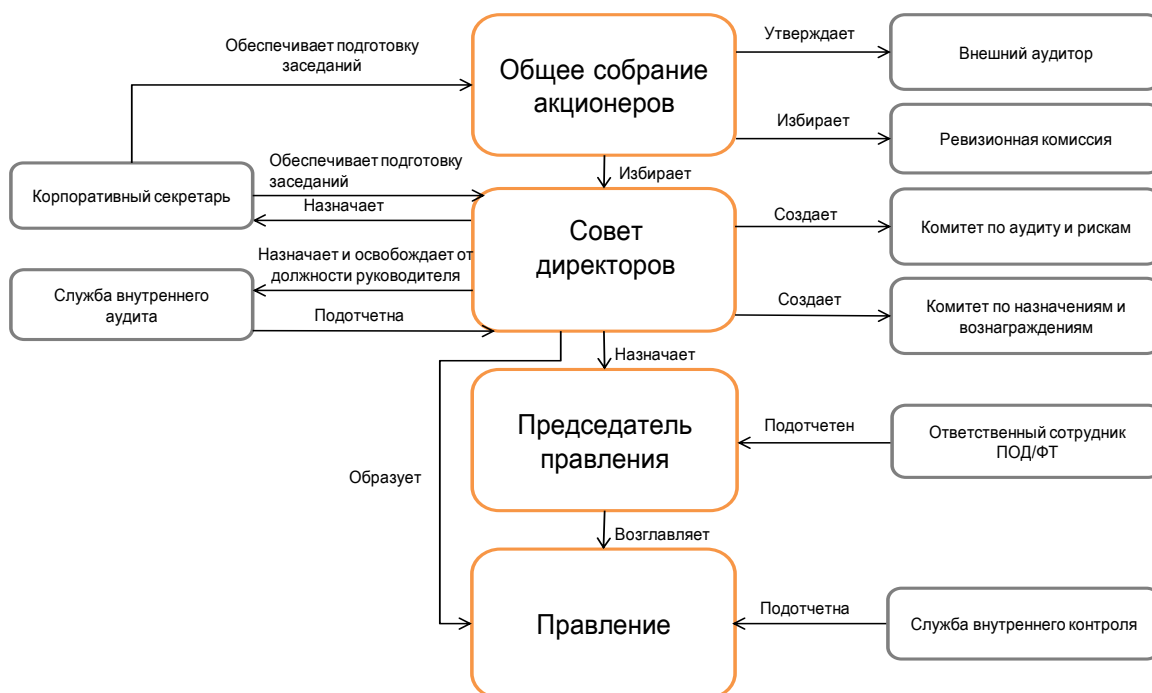 Утверждает
Обеспечивает подготовку
заседаний
Общее собрание
акционеров
Внешний аудитор
Избирает
Ревизионная комиссия
Обеспечивает подготовку
заседаний
Избирает
Корпоративный секретарь
Назначает
Совет
директоров
Создает
Комитет по аудиту и рискам
Назначает и освобождает от
должности руководителя
Служба внутреннего
аудита
Подотчетна
Создает
Комитет по назначениям и
вознаграждениям
Назначает
Председатель
правления
Подотчетен
Ответственный сотрудник
ПОД/ФТ
Образует
Возглавляет
Правление
Подотчетна
Служба внутреннего контроля